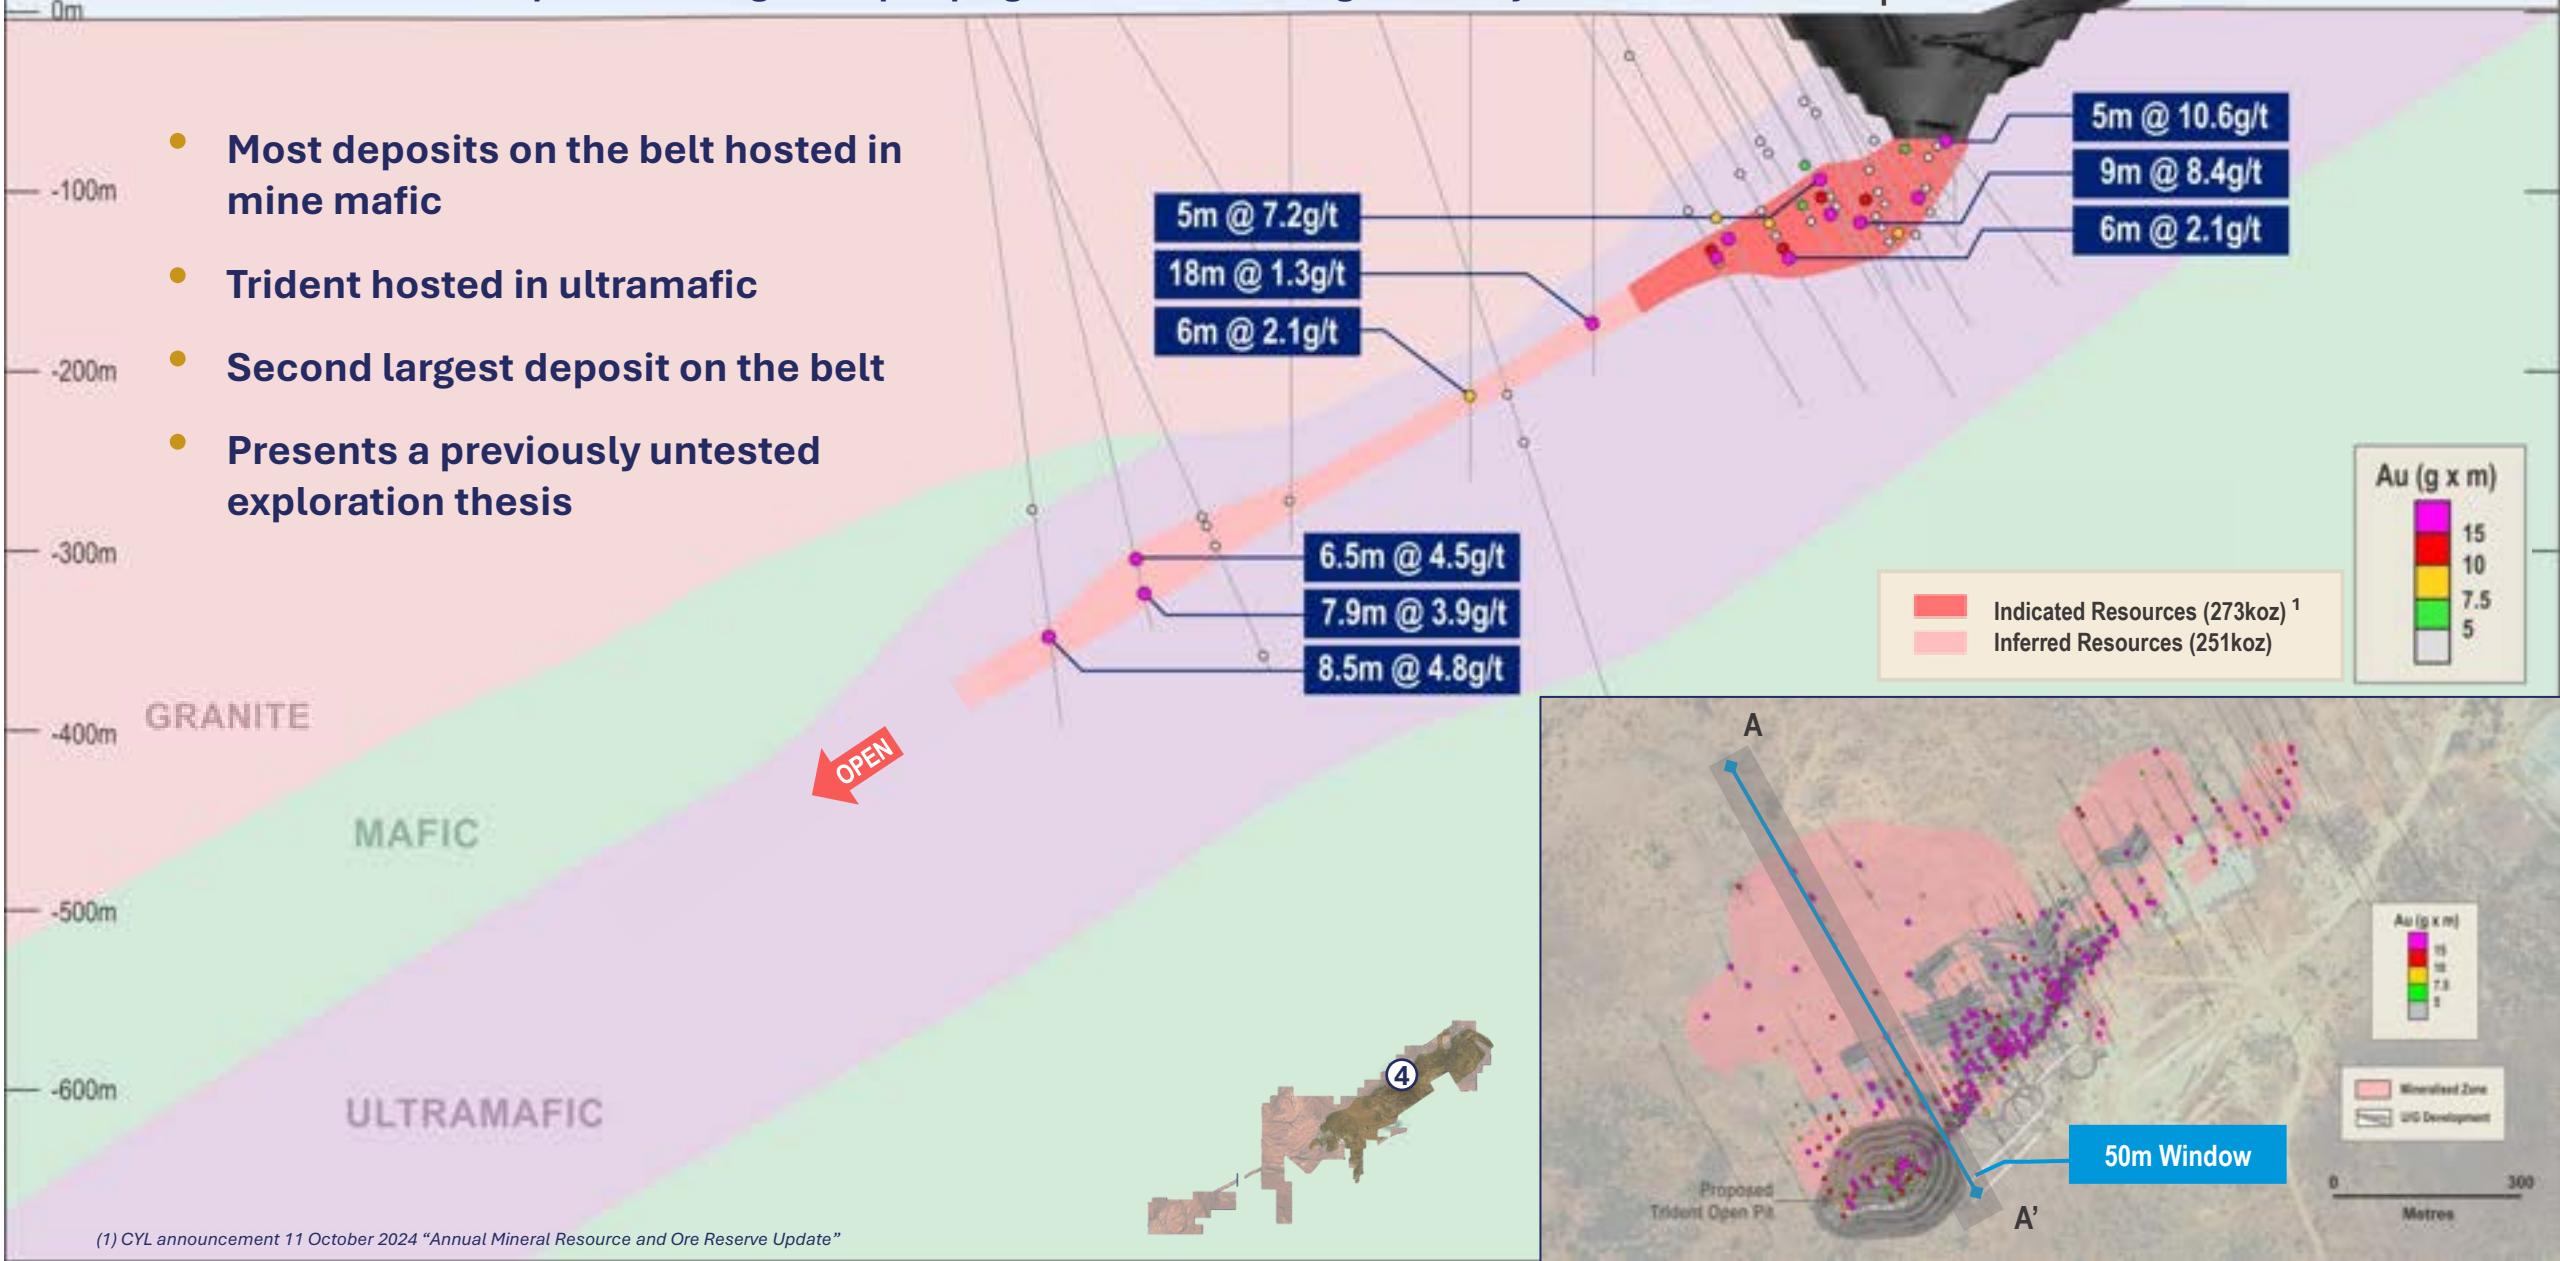 0m
-100m
-200m
-300m
-400m
-500m
-600m
Most deposits on the belt hosted in
mine mafic
Trident hosted in ultramafic
Second largest deposit on the belt
Presents a previously untested
exploration thesis
5m @ 7.2g/t
18m @ 1.3g/t
6m @ 2.1g/t
5m @ 10.6g/t
9m @ 8.4g/t
6m @ 2.1g/t
6.5m @ 4.5g/t
7.9m @ 3.9g/t
8.5m @ 4.8g/t
Au (g x m)
15
10
7.5
5
Indicated Resources (273koz) ¹
Inferred Resources (251koz)
GRANITE
MAFIC
ULTRAMAFIC
OPEN
4
A
A'
50m Window
Proposed
Trident Open Pit
Au (g x m)
15
10
7.5
5
Mineralised Zone
U/G Development
0 300
Metres
(1) CYL announcement 11 October 2024 “Annual Mineral Resource and Ore Reserve Update”